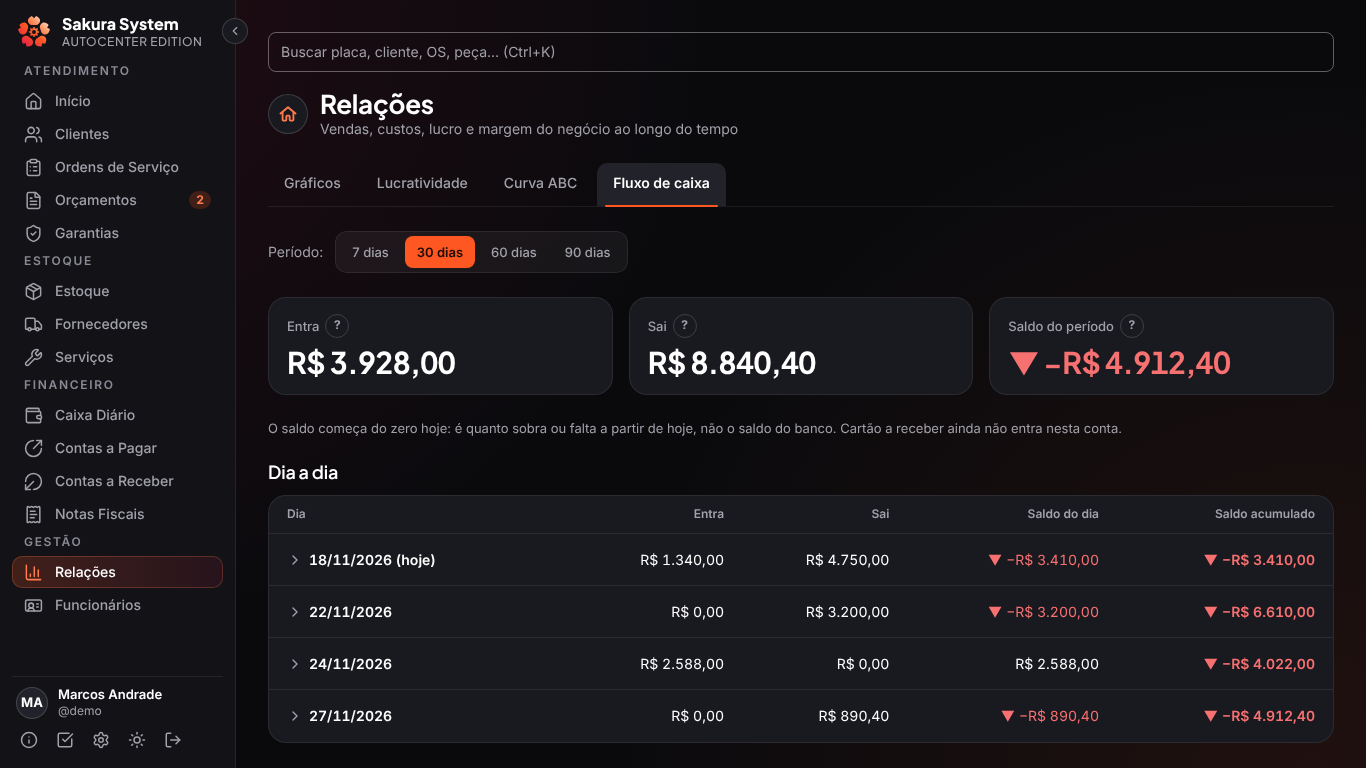 Sakura System
AUTOCENTER EDITION
ATENDIMENTO
Início
Clientes
Ordens de Serviço
Orçamentos 2
Garantias
ESTOQUE
Estoque
Fornecedores
Serviços
FINANCEIRO
Caixa Diário
Contas a Pagar
Contas a Receber
Notas Fiscais
GESTÃO
Relações
Funcionários
MA
Marcos Andrade
@demo
Buscar placa, cliente, OS, peça... (Ctrl+K)
Relações
Vendas, custos, lucro e margem do negócio ao longo do tempo
Gráficos Lucratividade Curva ABC Fluxo de caixa
Período: 7 dias 30 dias 60 dias 90 dias
Entra ?
R$ 3.928,00
Sai ?
R$ 8.840,40
Saldo do período ?
▼ −R$ 4.912,40
O saldo começa do zero hoje: é quanto sobra ou falta a partir de hoje, não o saldo do banco. Cartão a receber ainda não entra nesta conta.
Dia a dia
Dia Entra Sai Saldo do dia Saldo acumulado
18/11/2026 (hoje) R$ 1.340,00 R$ 4.750,00 ▼ −R$ 3.410,00 ▼ −R$ 3.410,00
22/11/2026 R$ 0,00 R$ 3.200,00 ▼ −R$ 3.200,00 ▼ −R$ 6.610,00
24/11/2026 R$ 2.588,00 R$ 0,00 R$ 2.588,00 ▼ −R$ 4.022,00
27/11/2026 R$ 0,00 R$ 890,40 ▼ −R$ 890,40 ▼ −R$ 4.912,40